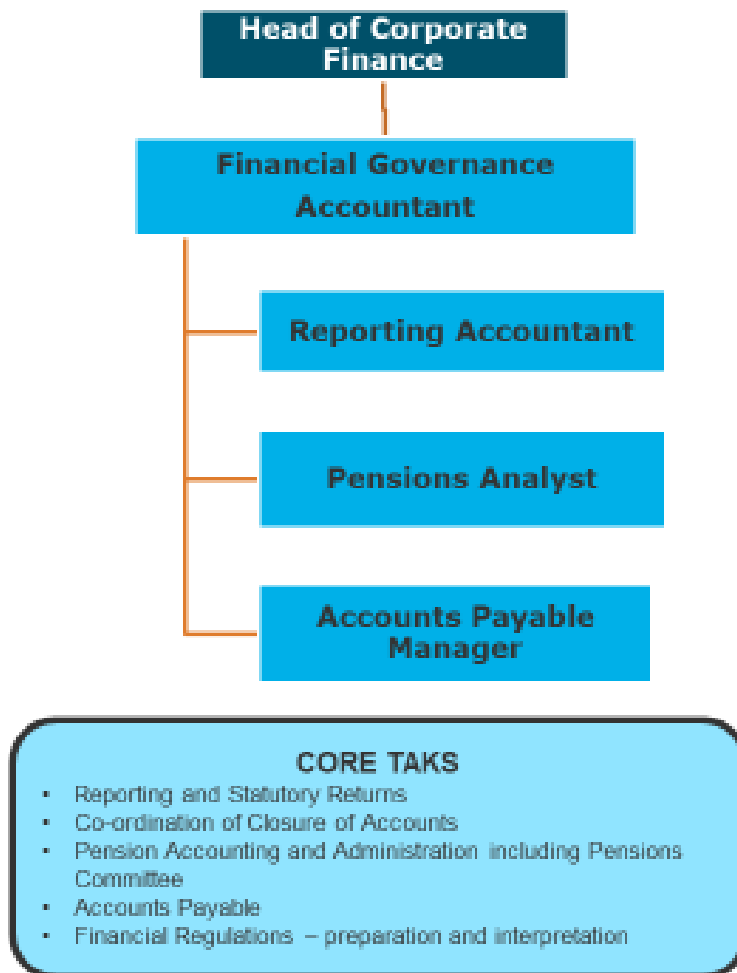 Head of Corporate
Finance
Financial Governance
Accountant
Reporting Accountant
Pensions Analyst
Accounts Payable
Manager
CORE TAKS
• Reporting and Statutory Returns
• Co-ordination of Closure of Accounts
• Pension Accounting and Administration including Pensions
Committee
• Accounts Payable
• Financial Regulations – preparation and interpretation